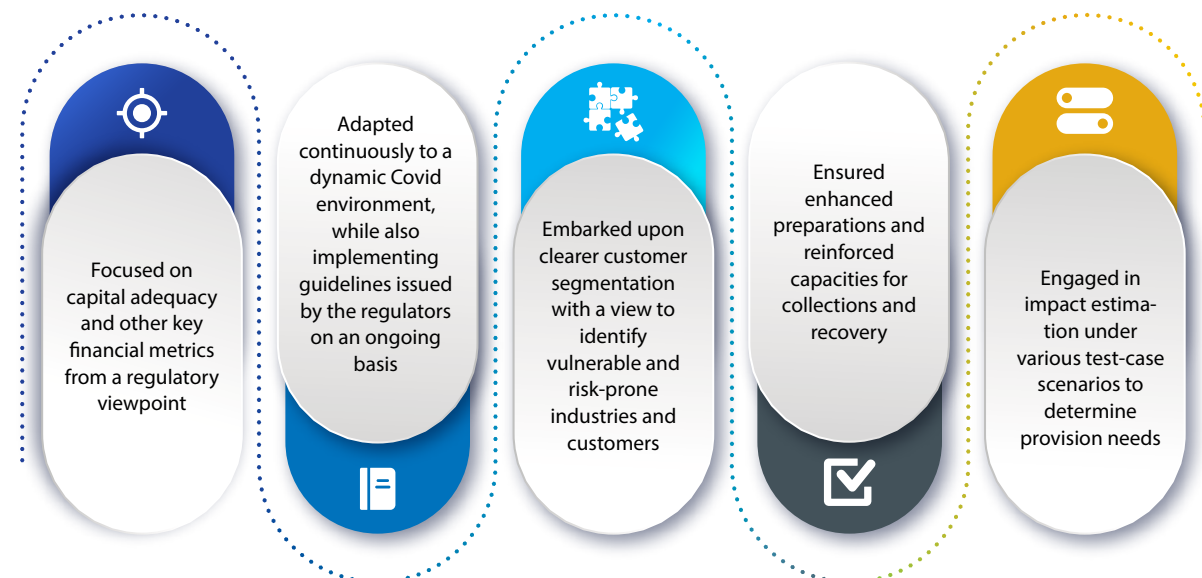 Focused on
capital adequacy
and other key
financial metrics
from a regulatory
viewpoint
Adapted
continuously to a
dynamic Covid
environment,
while also
implementing
guidelines issued
by the regulators
on an ongoing
basis
Embarked upon
clearer customer
segmentation
with a view to
identify
vulnerable and
risk-prone
industries and
customers
Ensured
enhanced
preparations and
reinforced
capacities for
collections and
recovery
Engaged in
impact estima-
tion under
various test-case
scenarios to
determine
provision needs